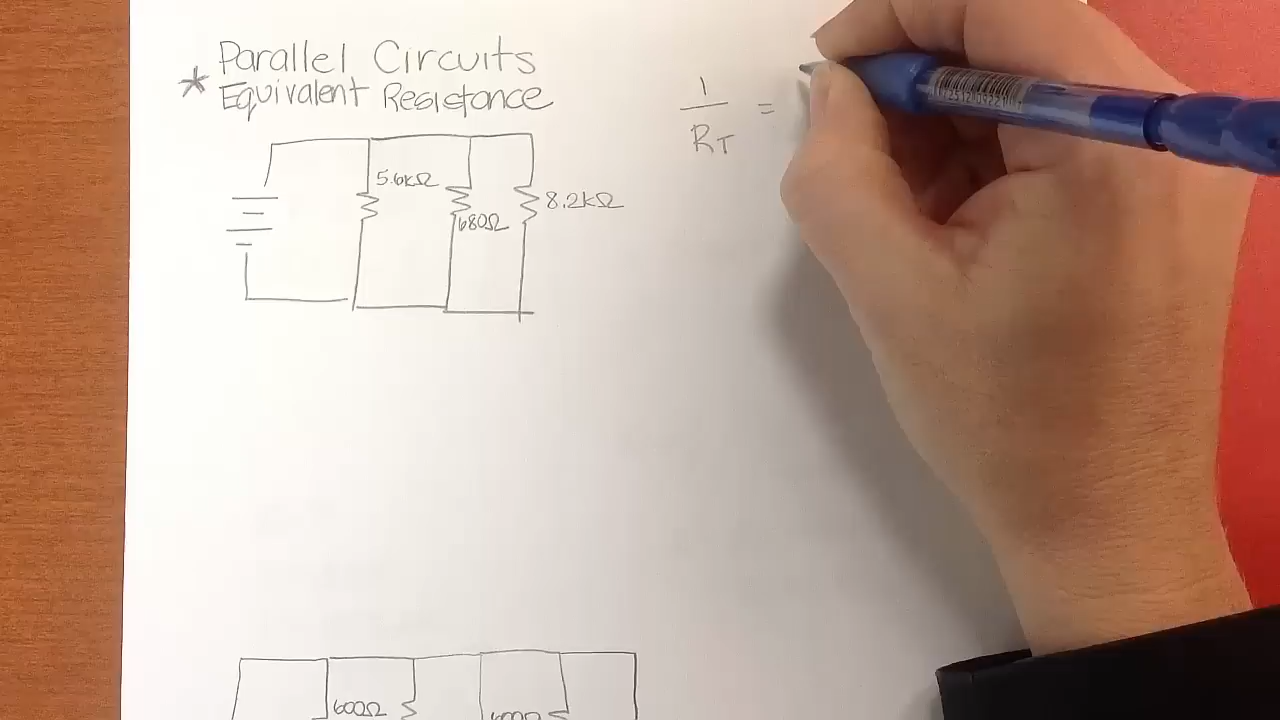 Parallel Circuits
* Equivalent Resistance
1
RT
=
5.6kΩ
680Ω
8.2kΩ
600Ω